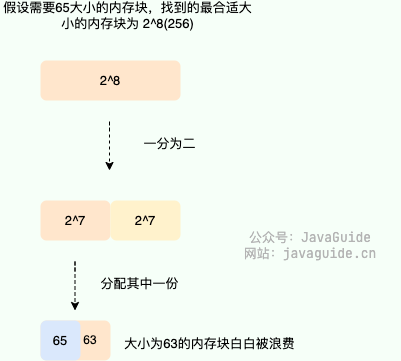 假设需要65大小的内存块，找到的最合适大
小的内存块为 2^8(256)
2^8
一分为二
2^7 2^7
公众号：JavaGuide
网站：javaguide.cn
分配其中一份
65 63 大小为63的内存块白白被浪费